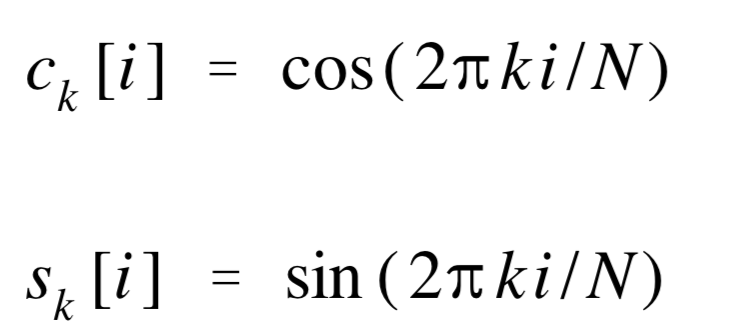 c_k[i] = cos(2πki/N)
s_k[i] = sin(2πki/N)